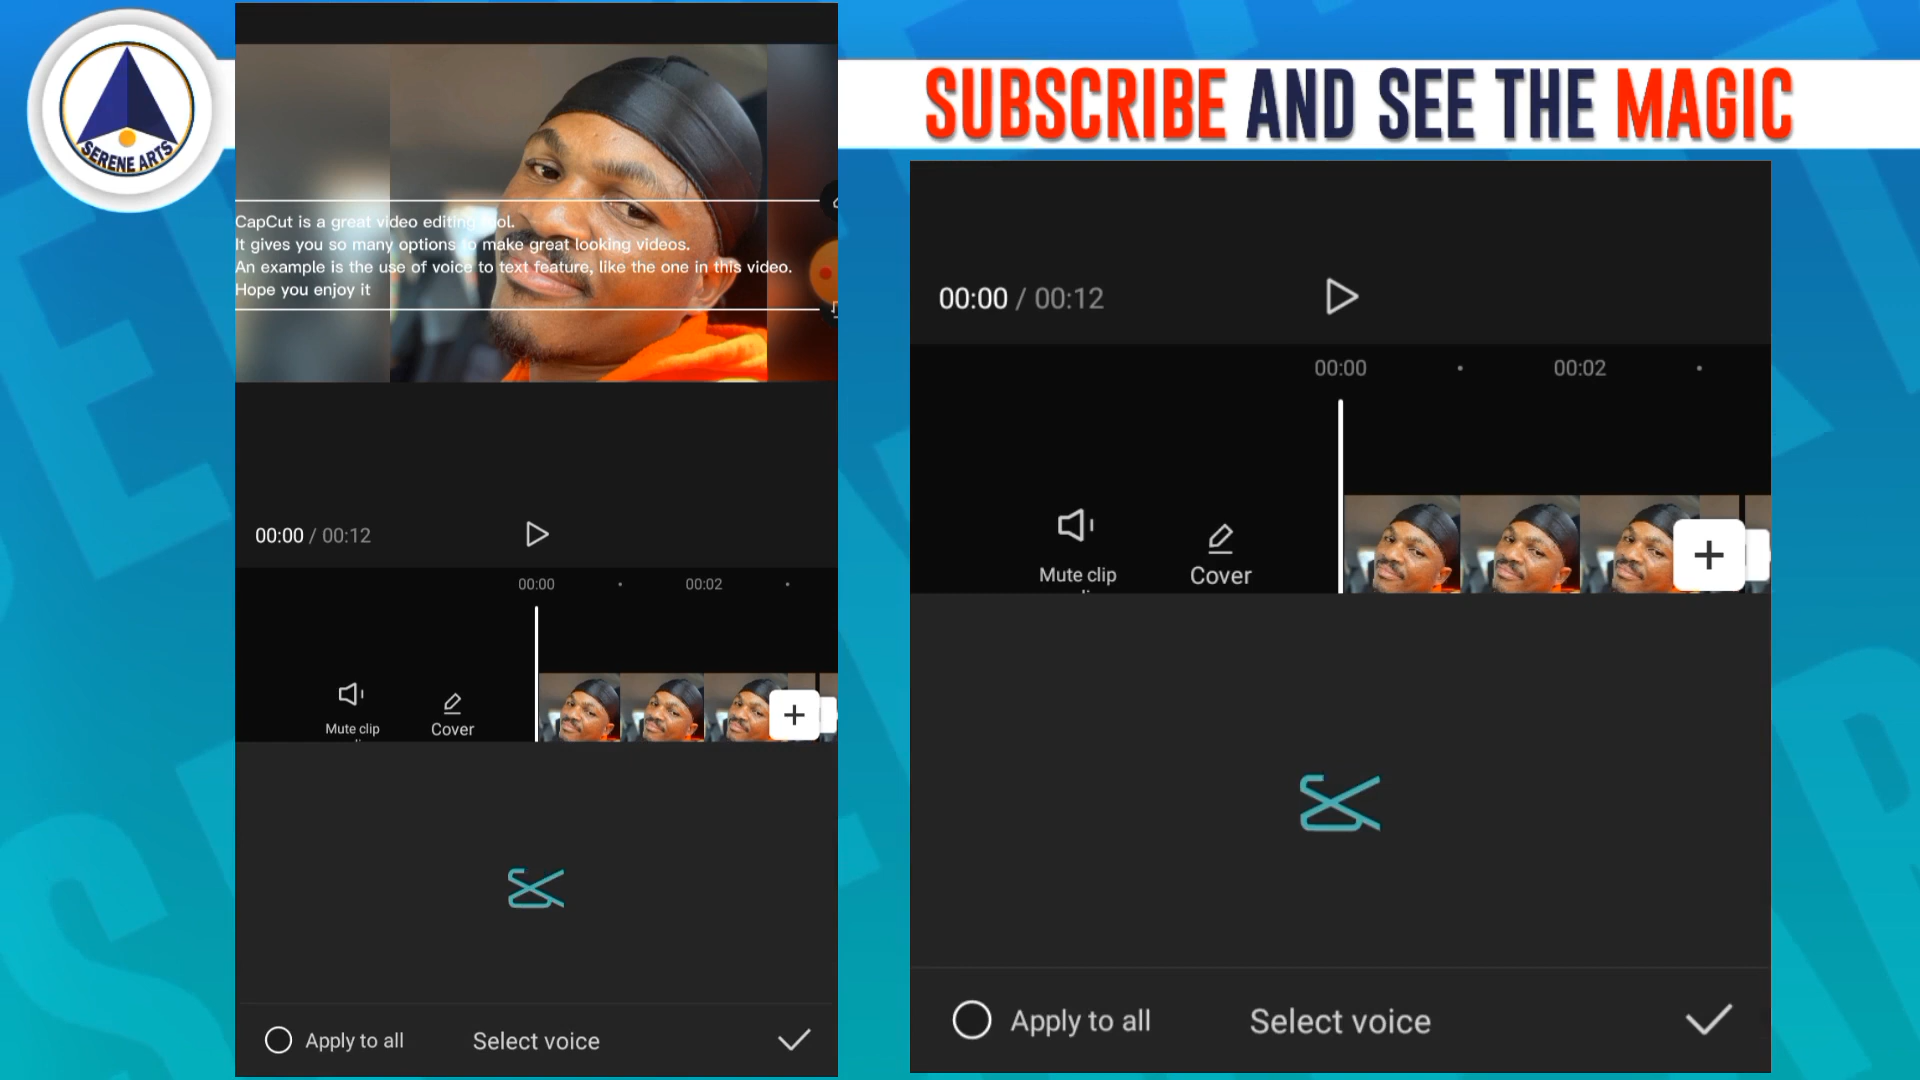 SERENE ARTS
SUBSCRIBE AND SEE THE MAGIC
CapCut is a great video editing tool.
It gives you so many options to make great looking videos.
An example is the use of voice to text feature, like the one in this video.
Hope you enjoy it
00:00 / 00:12
00:00
00:02
Mute clip
Cover
Apply to all
Select voice
00:00 / 00:12
00:00
00:02
Mute clip
Cover
Apply to all
Select voice